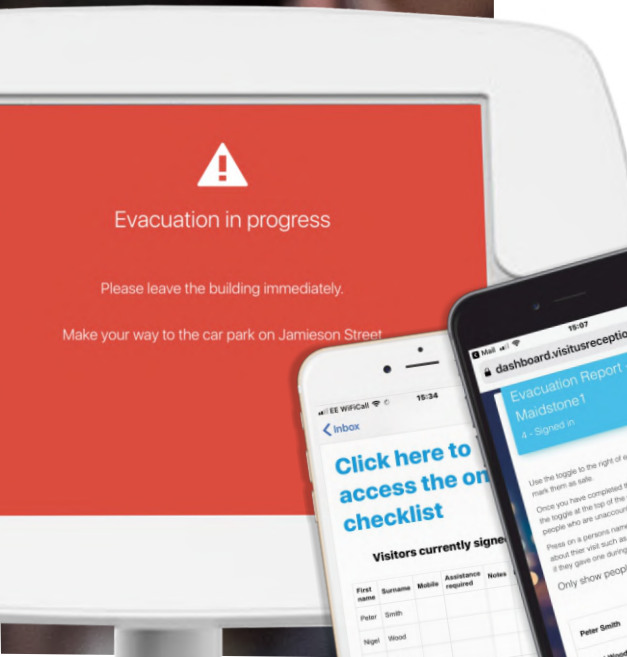 Evacuation in progress
Please leave the building immediately.
Make your way to the car park on Jamieson Street
EE WiFiCall
15:34
Inbox
Click here to
access the on
checklist
Visitors currently signe
First name
Surname
Mobile
Assistance required
Notes
Peter Smith
Nigel Wood
Mail
15:07
dashboard.visitusreceptio
Evacuation Report -
Maidstone1
4 - Signed in
Use the toggle to the right of e
mark them as safe.
Once you have completed th
the toggle at the top of the
people who are unaccount
Press on a persons name
about thier visit such as
if they gave one during
Only show peopl
Peter Smith
Wood